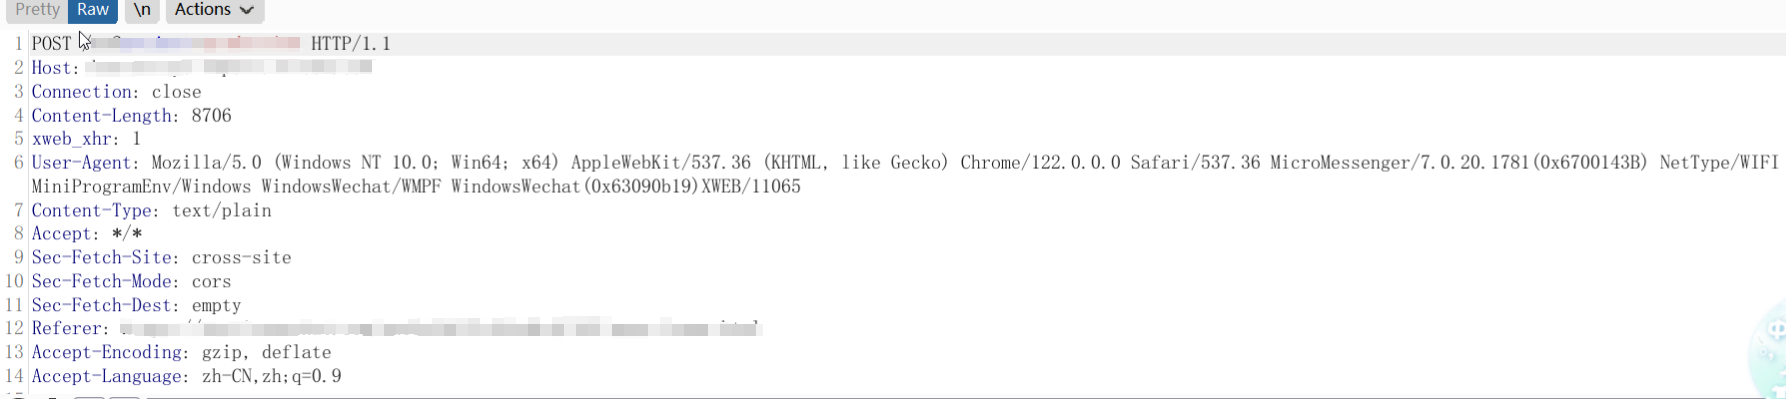 Pretty Raw \n Actions
1 POST HTTP/1.1
2 Host:
3 Connection: close
4 Content-Length: 8706
5 xweb_xhr: 1
6 User-Agent: Mozilla/5.0 (Windows NT 10.0; Win64; x64) AppleWebKit/537.36 (KHTML, like Gecko) Chrome/122.0.0.0 Safari/537.36 MicroMessenger/7.0.20.1781(0x6700143B) NetType/WIFI
MiniProgramEnv/Windows WindowsWechat/WMPF WindowsWechat(0x63090b19)XWEB/11065
7 Content-Type: text/plain
8 Accept: */*
9 Sec-Fetch-Site: cross-site
10 Sec-Fetch-Mode: cors
11 Sec-Fetch-Dest: empty
12 Referer:
13 Accept-Encoding: gzip, deflate
14 Accept-Language: zh-CN,zh;q=0.9